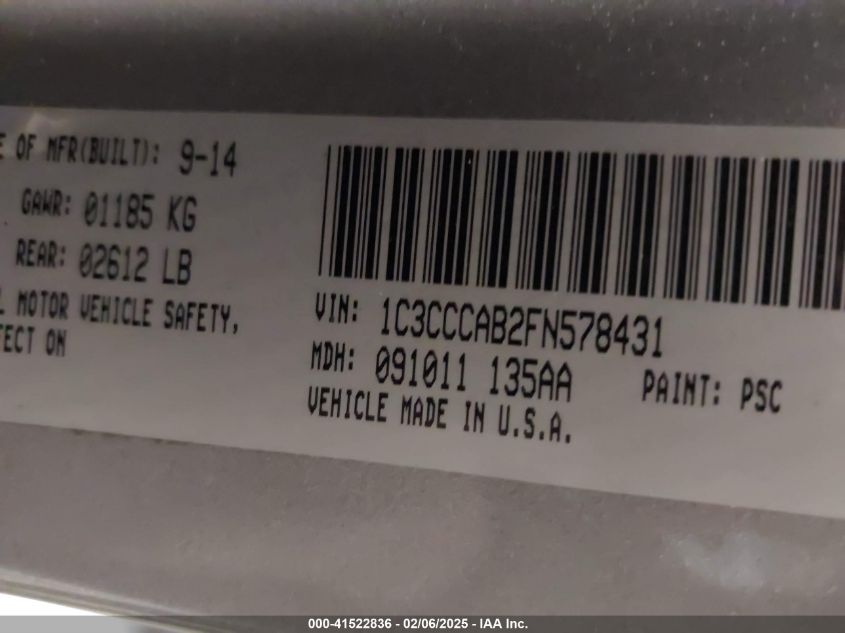 E OF MFR(BUILT): 9-14
GAWR: 01185 KG
REAR: 02612 LB
L MOTOR VEHICLE SAFETY,
FECT ON
VIN: 1C3CCCAB2FN578431
MDH: 091011 135AA PAINT: PSC
VEHICLE MADE IN U.S.A.
000-41522836 - 02/06/2025 - IAA Inc.